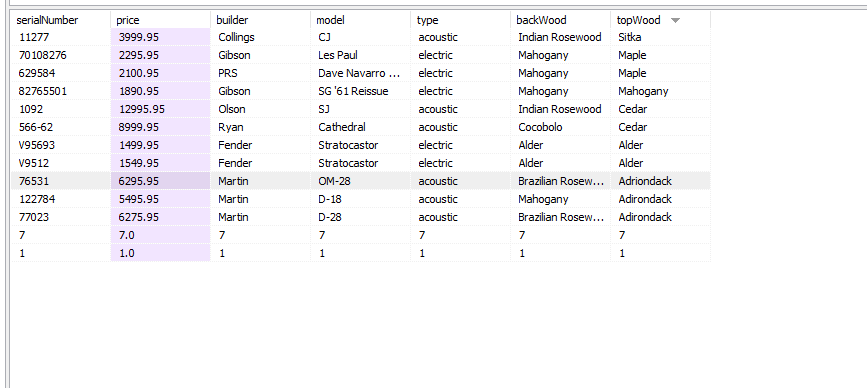 serialNumber price builder model type backWood topWood
11277 3999.95 Collings CJ acoustic Indian Rosewood Sitka
70108276 2295.95 Gibson Les Paul electric Mahogany Maple
629584 2100.95 PRS Dave Navarro ... electric Mahogany Maple
82765501 1890.95 Gibson SG '61 Reissue electric Mahogany Mahogany
1092 12995.95 Olson SJ acoustic Indian Rosewood Cedar
566-62 8999.95 Ryan Cathedral acoustic Cocobolo Cedar
V95693 1499.95 Fender Stratocastor electric Alder Alder
V9512 1549.95 Fender Stratocastor electric Alder Alder
76531 6295.95 Martin OM-28 acoustic Brazilian Rosew... Adriondack
122784 5495.95 Martin D-18 acoustic Mahogany Adirondack
77023 6275.95 Martin D-28 acoustic Brazilian Rosew... Adirondack
7 7.0 7 7 7 7 7
1 1.0 1 1 1 1 1